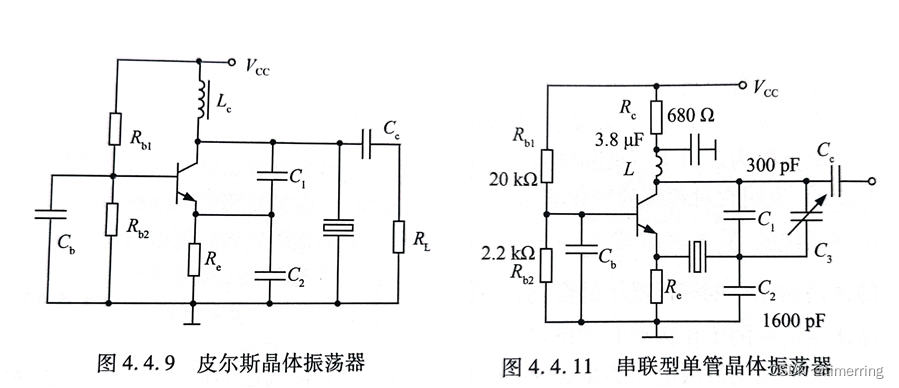 V_CC
L_c
R_b1
C_c
C_1
C_b
R_b2
R_e
C_2
R_L
图 4.4.9 皮尔斯晶体振荡器
V_CC
R_c 680 Ω
3.8 μF
R_b1
L
300 pF
C_c
20 kΩ
C_1
C_3
2.2 kΩ
R_b2
C_b
R_e
C_2
1600 pF
图 4.4.11 串联型单管晶体振荡器